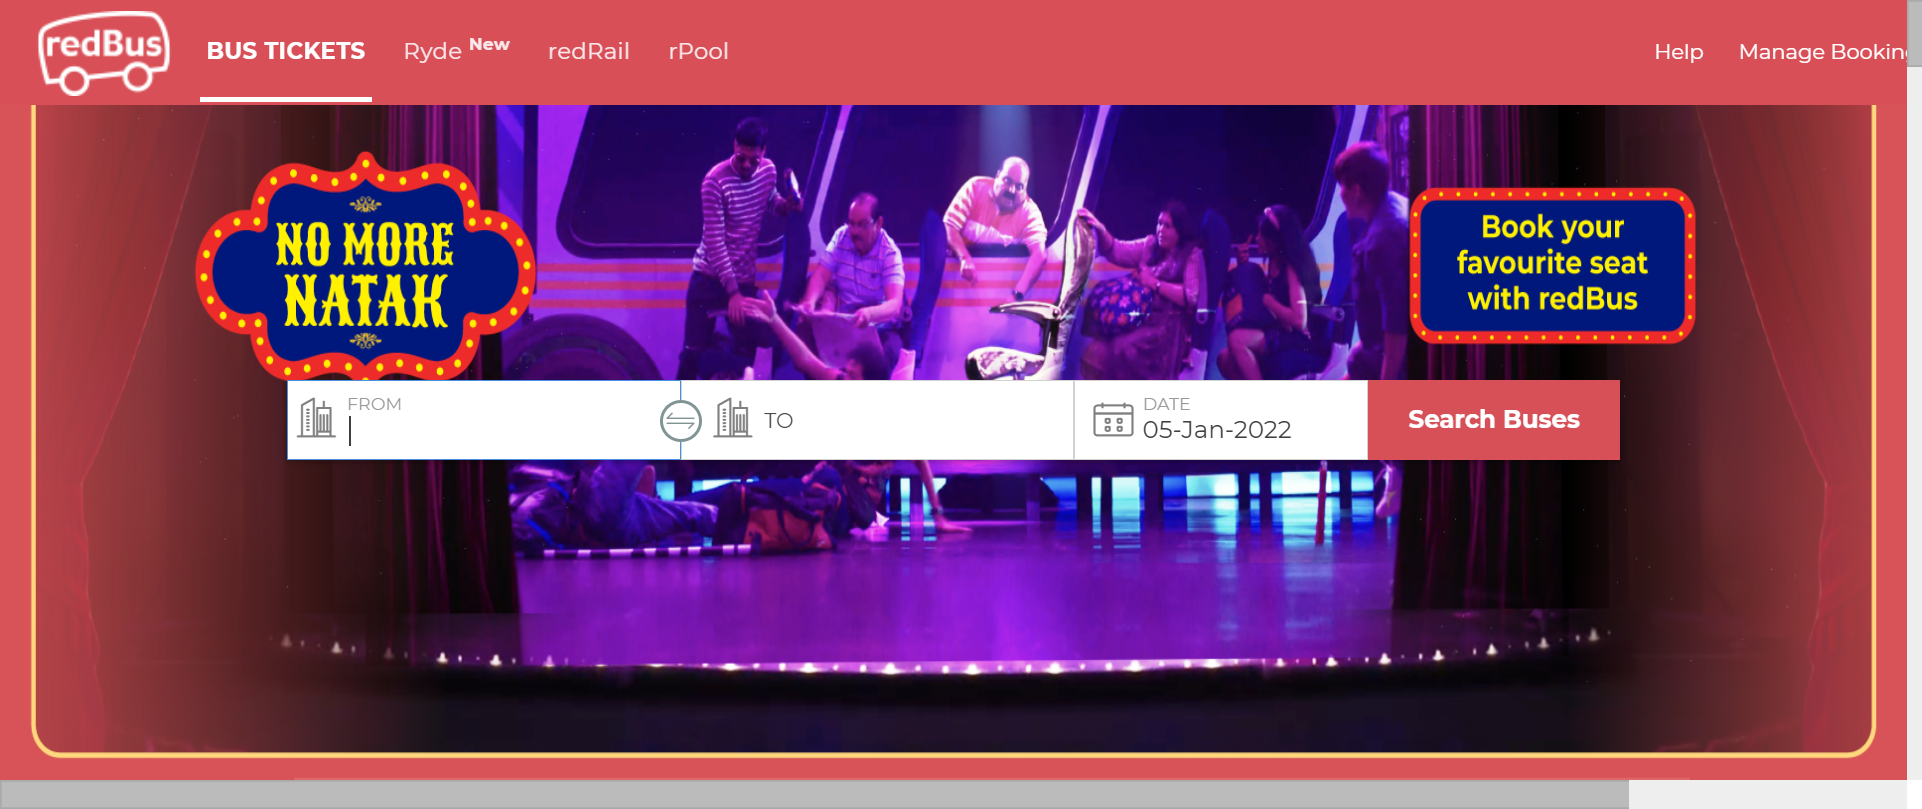 redBus
BUS TICKETS
Ryde New
redRail
rPool
Help
Manage Booking
NO MORE
NATAK
Book your
favourite seat
with redBus
FROM
TO
DATE
05-Jan-2022
Search Buses